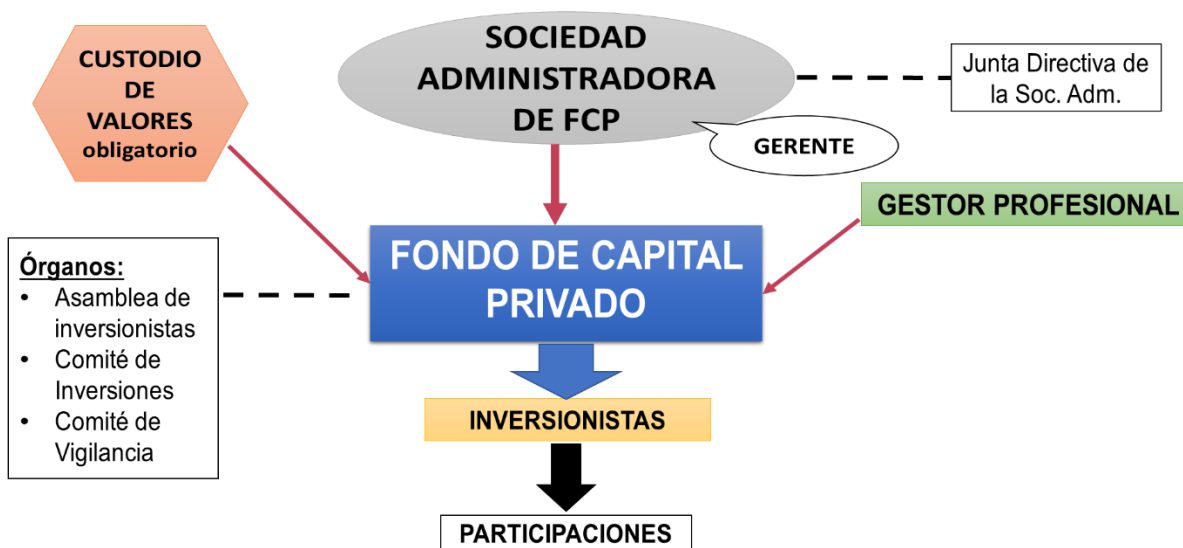 CUSTODIO
DE
VALORES
obligatorio
SOCIEDAD
ADMINISTRADORA
DE FCP
Junta Directiva de
la Soc. Adm.
GERENTE
GESTOR PROFESIONAL
FONDO DE CAPITAL
PRIVADO
Órganos:
• Asamblea de
inversionistas
• Comité de
Inversiones
• Comité de
Vigilancia
INVERSIONISTAS
PARTICIPACIONES